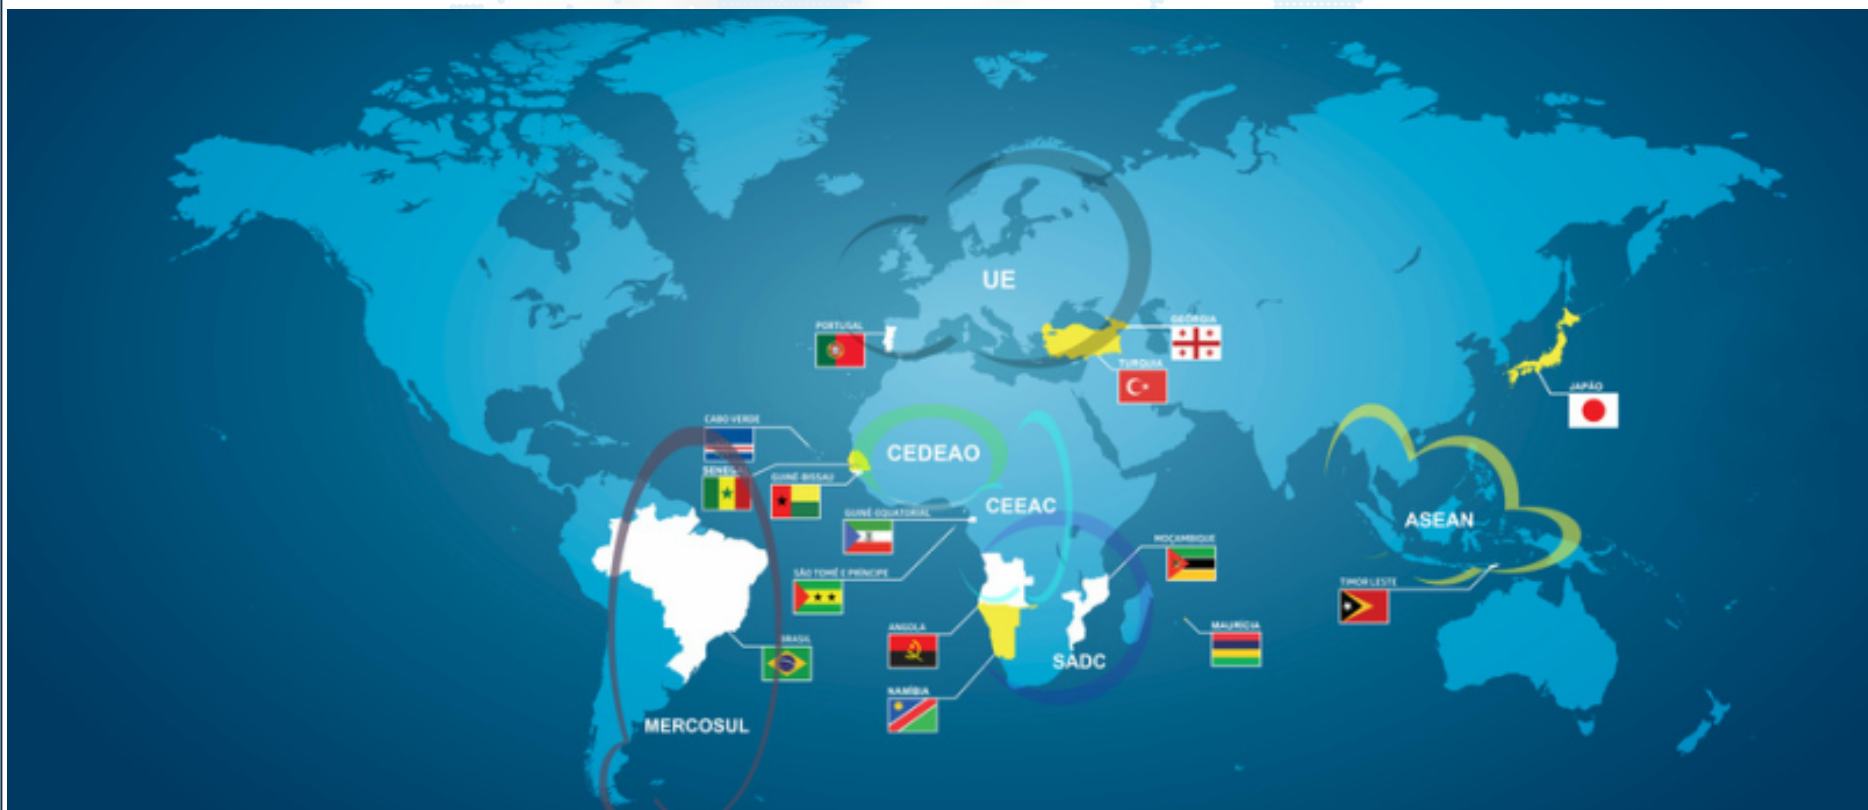 UE
PORTUGAL
GEÓRGIA
TURQUIA
JAPÃO
CABO VERDE
CEDEAO
SENEGAL
GUINÉ-BISSAU
CEEAC
GUINÉ EQUATORIAL
ASEAN
MOÇAMBIQUE
SÃO TOMÉ E PRÍNCIPE
TIMOR LESTE
ANGOLA
MAURÍCIA
BRASIL
SADC
NAMÍBIA
MERCOSUL